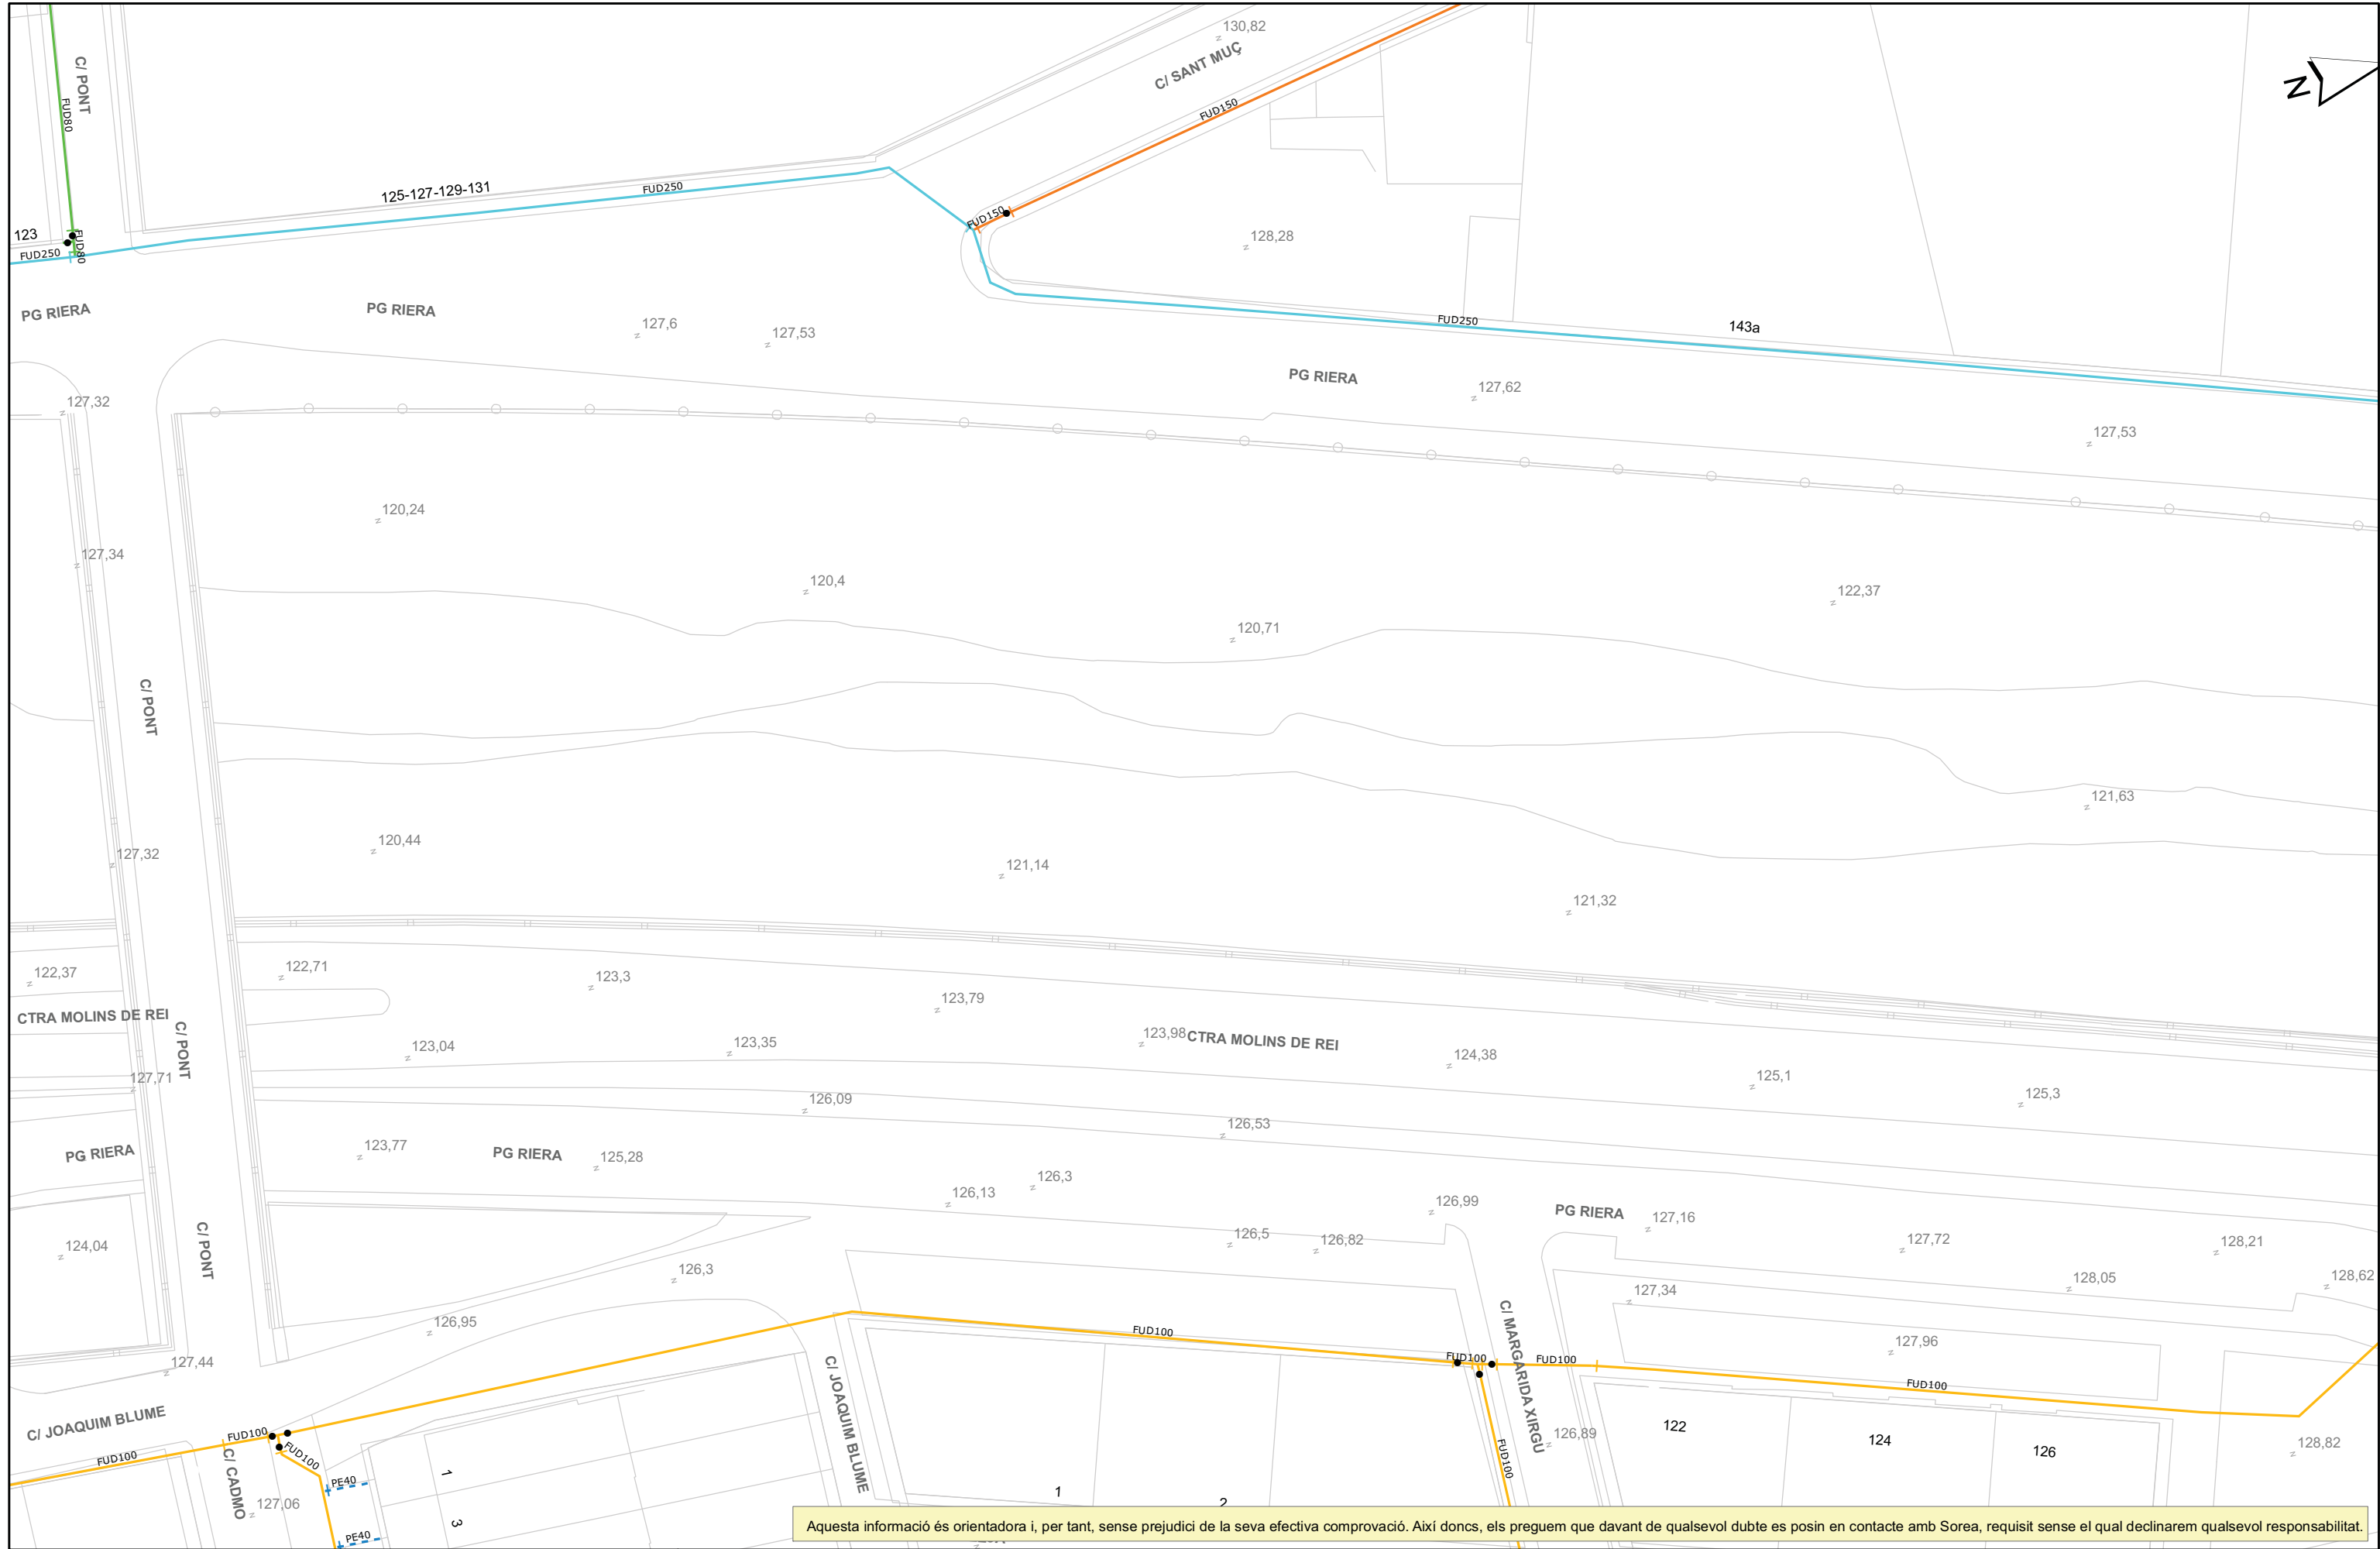 130,82
C/ SANT MUÇ
C/ PONT
FUD80
FUD150
N
125-127-129-131
FUD250
123
FUD150
FUD80
FUD250
128,28
PG RIERA
PG RIERA
127,6
127,53
FUD250
143a
PG RIERA
127,62
127,32
127,53
120,24
127,34
120,4
122,37
120,71
C/ PONT
121,63
127,32
120,44
121,14
121,32
122,37
122,71
123,3
123,79
CTRA MOLINS DE REI
C/ PONT
123,04
123,35
123,98
CTRA MOLINS DE REI
124,38
127,71
125,1
125,3
126,09
126,53
PG RIERA
123,77
PG RIERA
125,28
126,13
126,3
126,99
PG RIERA
127,16
124,04
C/ PONT
126,5
126,82
127,72
128,21
126,3
128,05
128,62
127,34
126,95
FUD100
C/ MARGARIDA XIRGU
127,96
127,44
C/ JOAQUIM BLUME
FUD100
FUD100
FUD100
C/ JOAQUIM BLUME
FUD100
122
124
126
126,89
128,82
FUD100
FUD100
C/ CADMO
PE40
1
FUD100
127,06
1
2
3
PE40
Aquesta informació és orientadora i, per tant, sense prejudici de la seva efectiva comprovació. Així doncs, els preguem que davant de qualsevol dubte es posin en contacte amb Sorea, requisit sense el qual declinarem qualsevol responsabilitat.